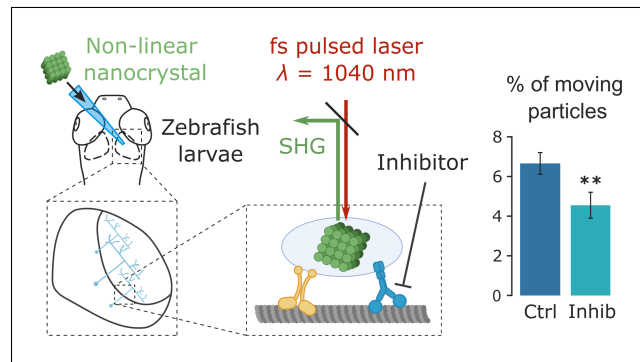 Non-linear
nanocrystal
Zebrafish
larvae
fs pulsed laser
λ = 1040 nm
SHG
Inhibitor
% of moving
particles
8
6
4
2
0
**
Ctrl
Inhib